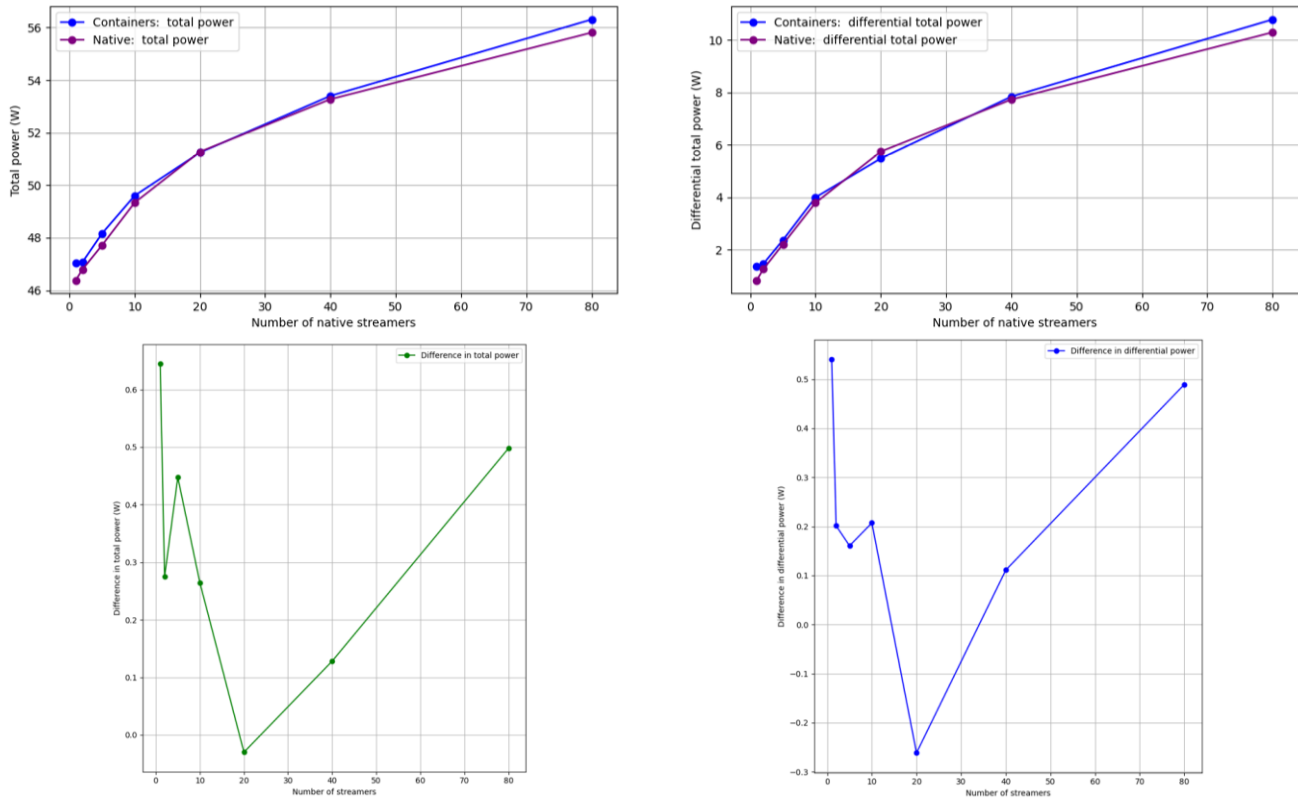 Containers: total power
Native: total power
56
54
52
50
48
46
Total power (W)
0 10 20 30 40 50 60 70 80
Number of native streamers
Containers: differential total power
Native: differential total power
10
8
6
4
2
Differential total power (W)
0 10 20 30 40 50 60 70 80
Number of native streamers
Difference in total power
0.6
0.5
0.4
0.3
0.2
0.1
0.0
Difference in total power (W)
0 10 20 30 40 50 60 70 80
Number of streamers
Difference in differential power
0.5
0.4
0.3
0.2
0.1
0.0
−0.1
−0.2
−0.3
Difference in differential power (W)
0 10 20 30 40 50 60 70 80
Number of streamers